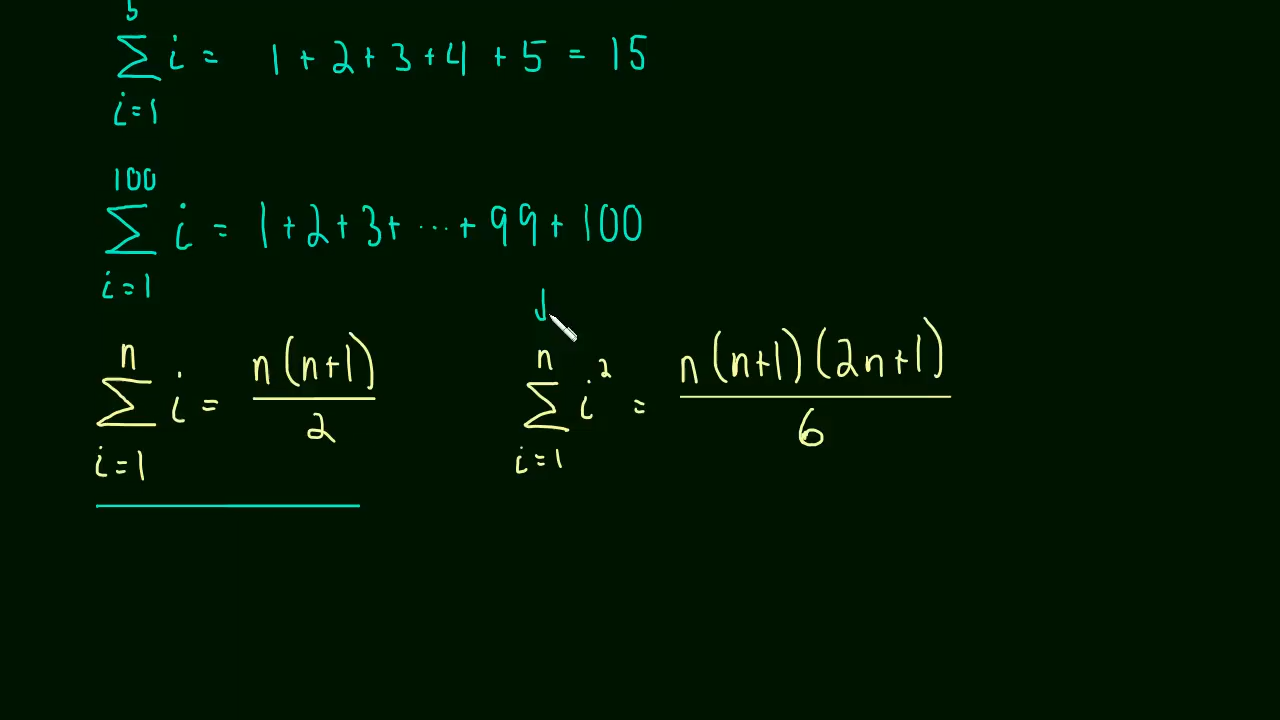 5
∑ i = 1 + 2 + 3 + 4 + 5 = 15
i=1
100
∑ i = 1 + 2 + 3 + ... + 99 + 100
i=1
n
∑ i = n(n+1)/2
i=1
n
∑ i² = n(n+1)(2n+1)/6
i=1